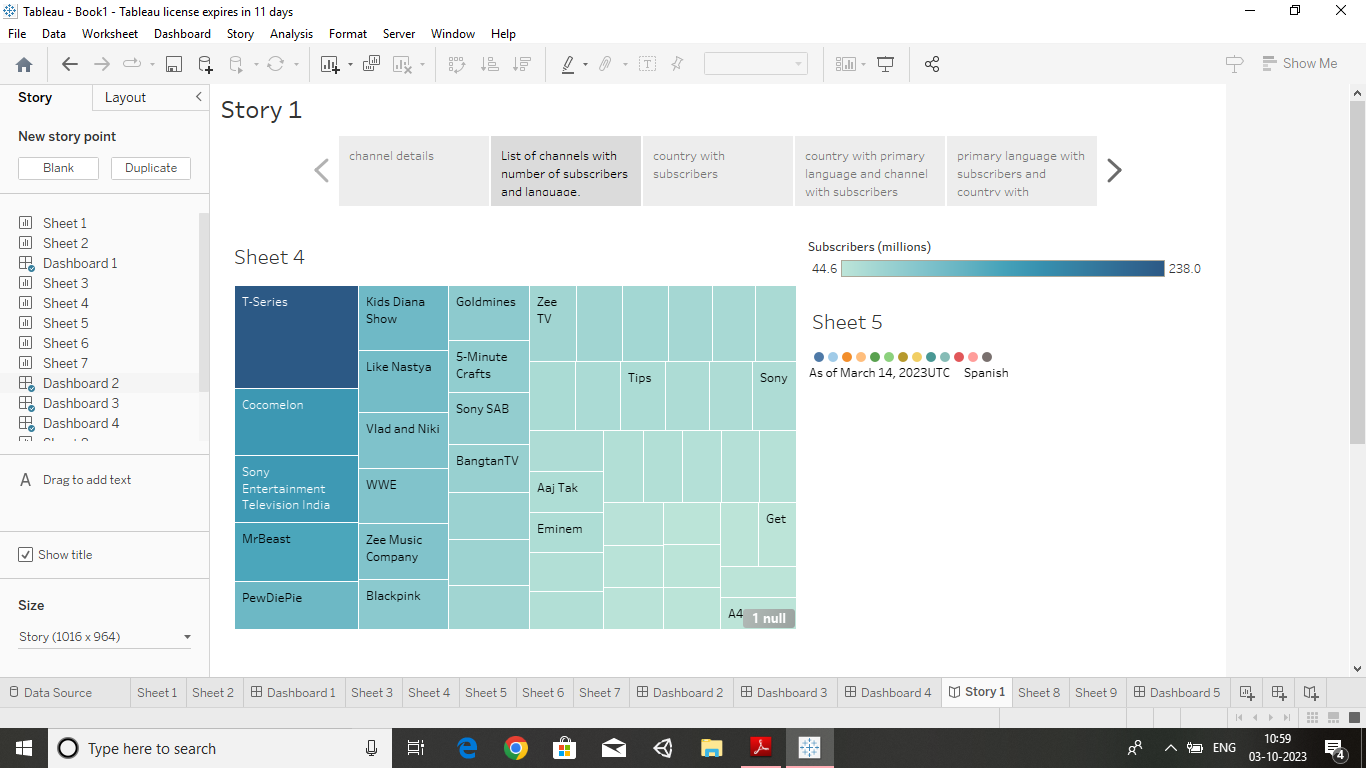 Tableau - Book1 - Tableau license expires in 11 days
File Data Worksheet Dashboard Story Analysis Format Server Window Help
Show Me
Story Layout
New story point
Blank Duplicate
Sheet 1
Sheet 2
Dashboard 1
Sheet 3
Sheet 4
Sheet 5
Sheet 6
Sheet 7
Dashboard 2
Dashboard 3
Dashboard 4
A Drag to add text
Show title
Size
Story (1016 x 964)
Story 1
channel details
List of channels with
number of subscribers
and language.
country with
subscribers
country with primary
language and channel
with subscribers
primary language with
subscribers and
country with
Sheet 4
T-Series
Cocomelon
Sony
Entertainment
Television India
MrBeast
PewDiePie
Kids Diana
Show
Like Nastya
Vlad and Niki
WWE
Zee Music
Company
Blackpink
Goldmines
5-Minute
Crafts
Sony SAB
BangtanTV
Zee
TV
Tips
Sony
Aaj Tak
Eminem
Get
A4
1 null
Subscribers (millions)
44.6 238.0
Sheet 5
As of March 14, 2023UTC Spanish
Data Source Sheet 1 Sheet 2 Dashboard 1 Sheet 3 Sheet 4 Sheet 5 Sheet 6 Sheet 7 Dashboard 2 Dashboard 3 Dashboard 4 Story 1 Sheet 8 Sheet 9 Dashboard 5
Type here to search
ENG
10:59
03-10-2023
4